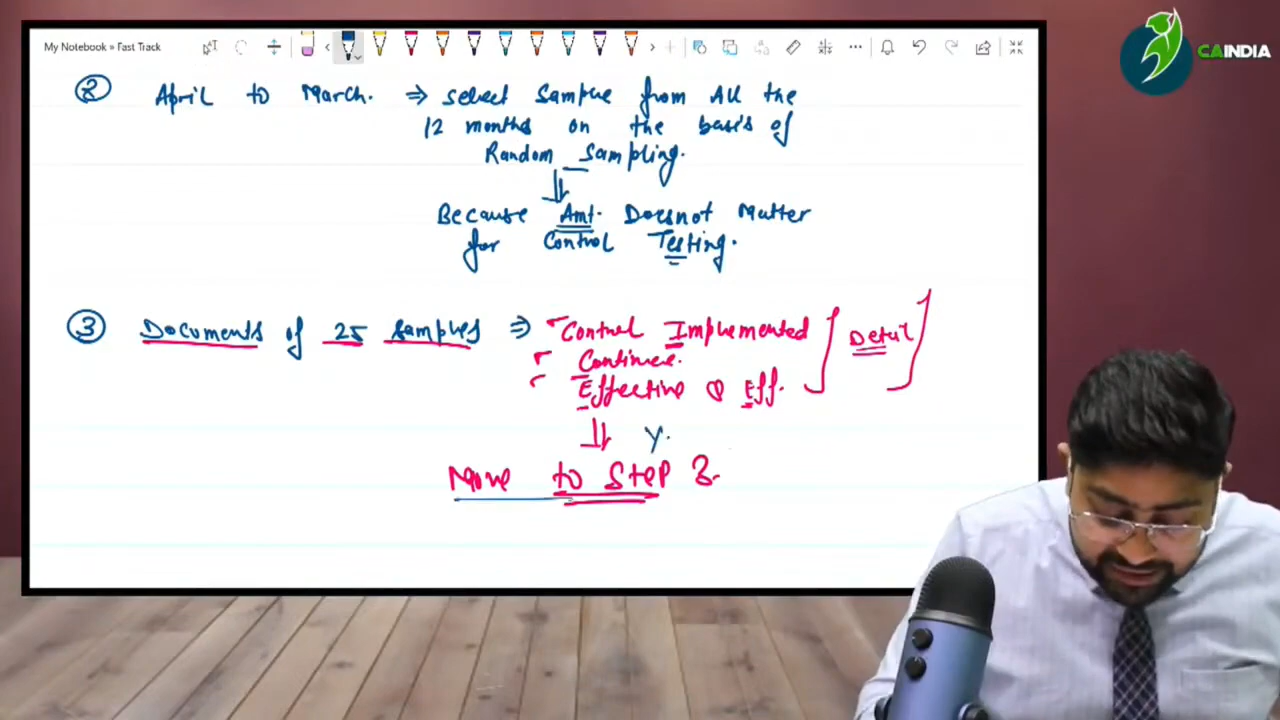 My Notebook » Fast Track
CAINDIA
② April to March. ⇒ select Sample from All the
12 months on the basis of
Random Sampling.
⇓
Because Amt. Doesnot Matter
for Control Testing.
③ Documents of 25 samples ⇒ Control Implemented
Continue.
Effective & Eff.
Detail
⇓ Y.
Move to Step 3.